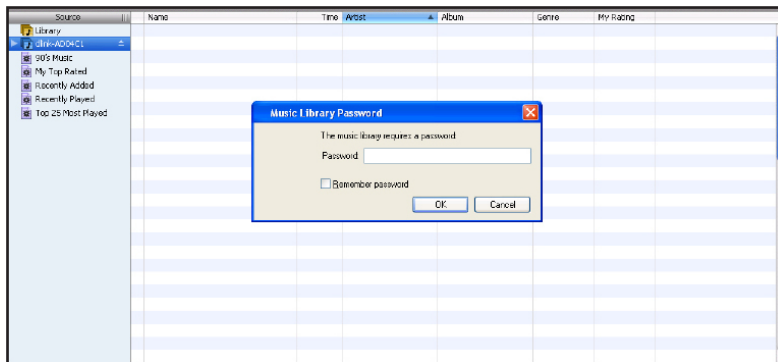 Source Name Time Artist Album Genre My Rating
Library
dlink-AD04C1
90's Music
My Top Rated
Recently Added
Recently Played
Top 25 Most Played
Music Library Password
The music library requires a password
Password
Remember password
OK Cancel